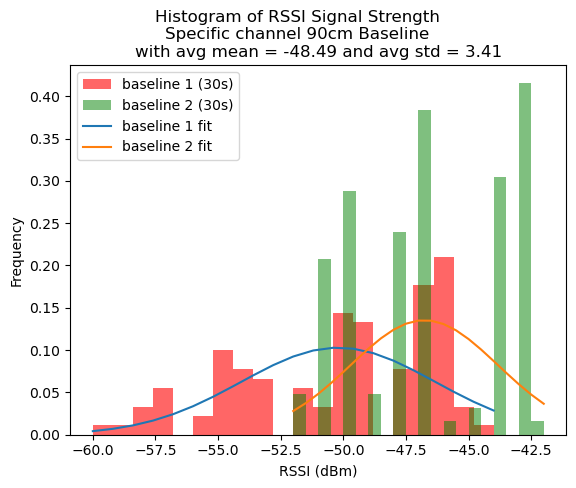 Histogram of RSSI Signal Strength
Specific channel 90cm Baseline
with avg mean = -48.49 and avg std = 3.41
baseline 1 (30s)
baseline 2 (30s)
baseline 1 fit
baseline 2 fit
Frequency
0.40
0.35
0.30
0.25
0.20
0.15
0.10
0.05
0.00
−60.0 −57.5 −55.0 −52.5 −50.0 −47.5 −45.0 −42.5
RSSI (dBm)